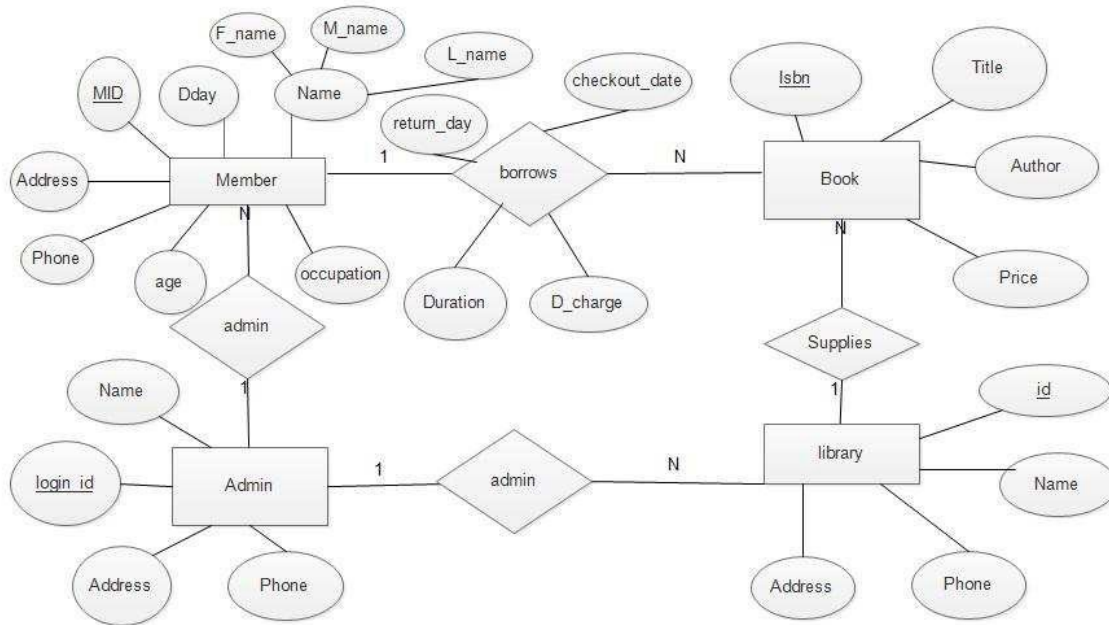 F_name
M_name
L_name
MID
Dday
Name
checkout_date
Isbn
Title
return_day
Address
Member
1
borrows
N
Book
Author
N
N
Phone
age
occupation
Duration
D_charge
Price
admin
Supplies
1
1
Name
id
login_id
Admin
1
admin
N
library
Name
Address
Phone
Address
Phone